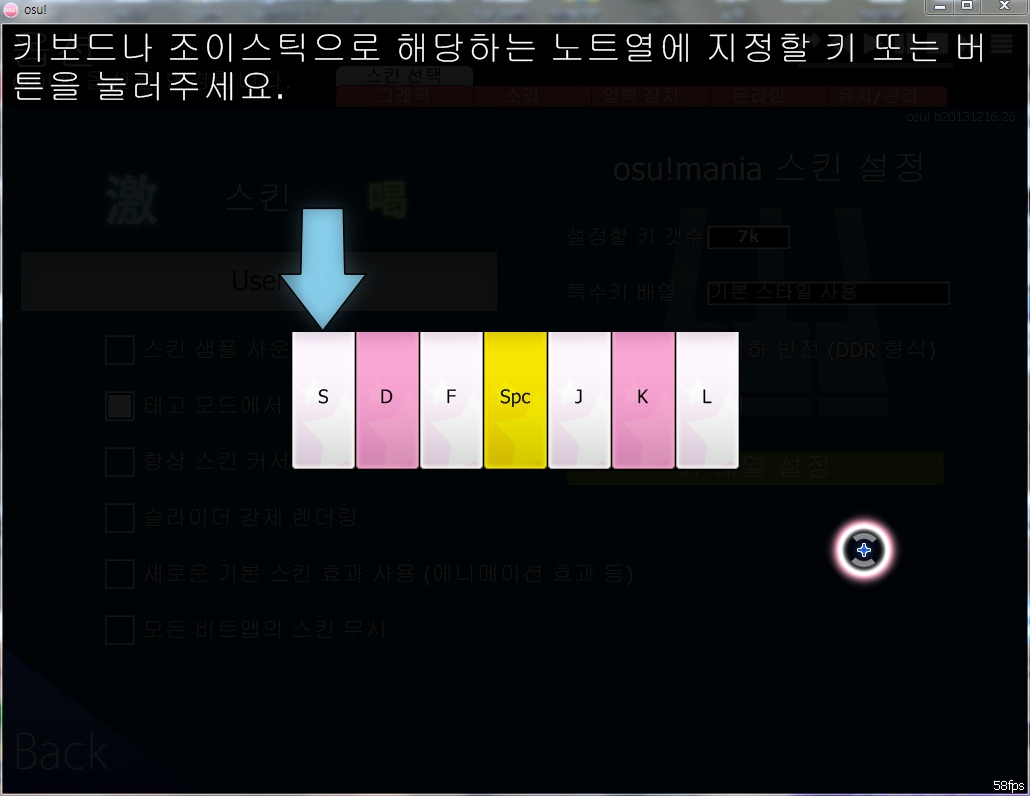 osu!
키보드나 조이스틱으로 해당하는 노트열에 지정할 키 또는 버
튼을 눌러주세요.
스킨 선택
그래픽 소리 입력 장치 온라인 유지/관리
osu! b20131216.26
osu!mania 스킨 설정
激 스킨 喝
설정할 키 갯수 7k
User
특수키 배열 기본 스타일 사용
스킨 샘플 사운
하 반전 (DDR 형식)
태고 모드에서
S D F Spc J K L
항상 스킨 커서
배열 설정
슬라이더 강제 렌더링
새로운 기본 스킨 효과 사용 (애니메이션 효과 등)
모든 비트맵의 스킨 무시
Back
58fps